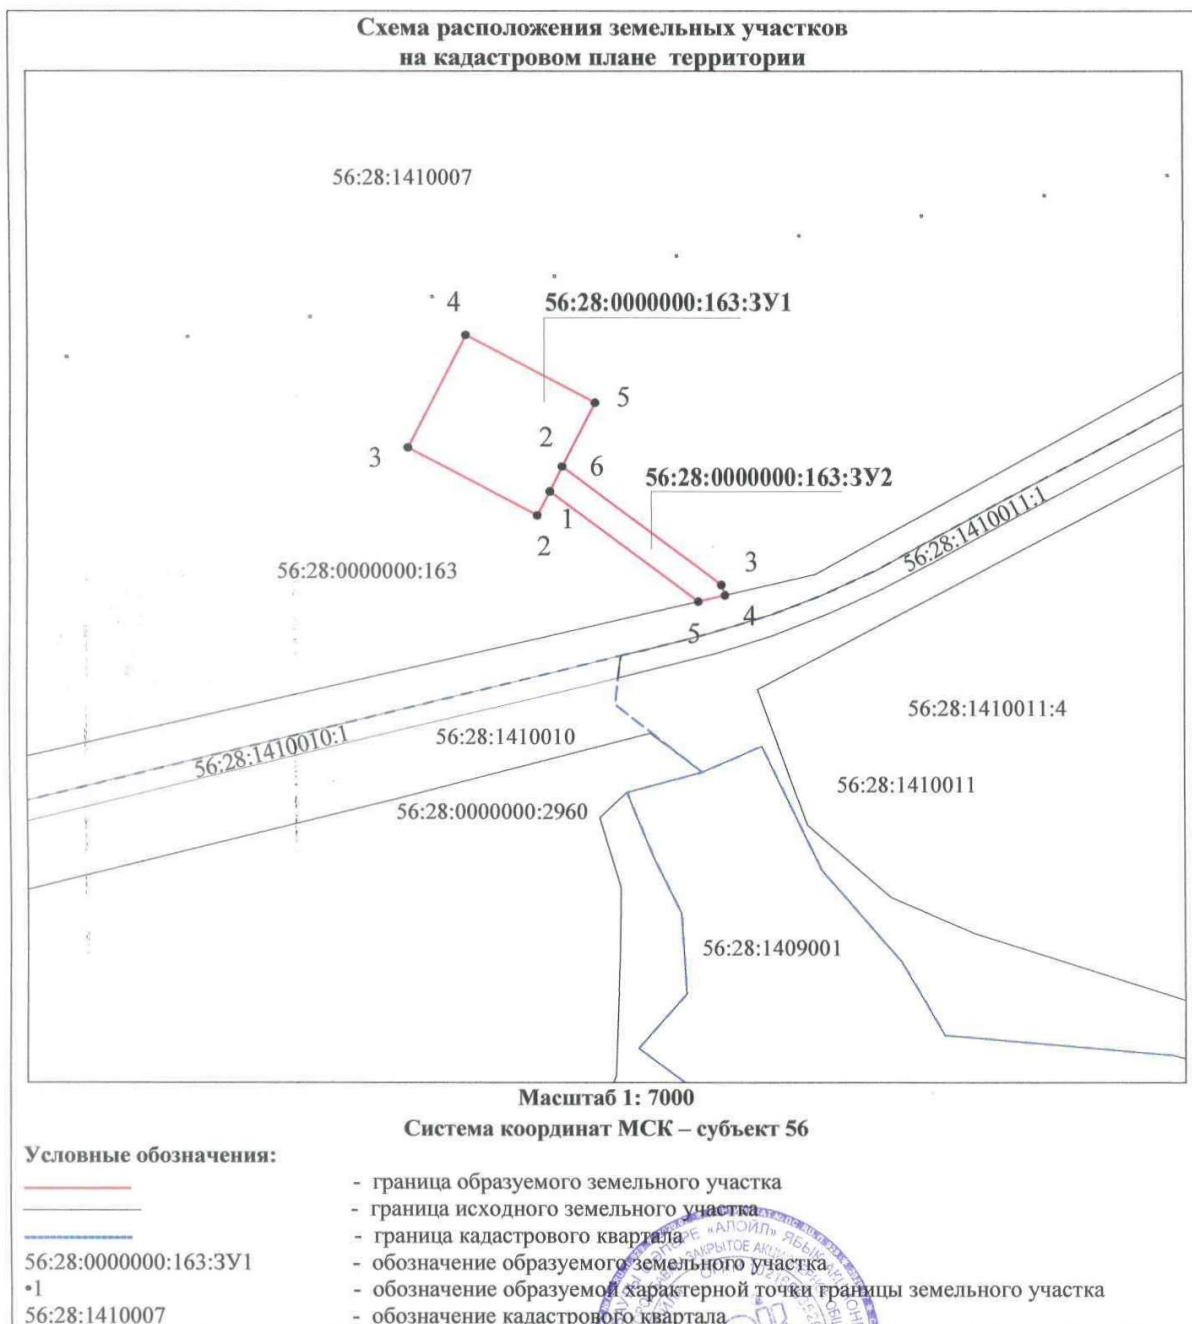 Схема расположения земельных участков
на кадастровом плане территории
56:28:1410007
4
56:28:0000000:163:ЗУ1
5
2
3
6
56:28:0000000:163:ЗУ2
1
2
56:28:1410011:1
56:28:0000000:163
3
4
5
56:28:1410011:4
56:28:1410010:1
56:28:1410010
56:28:1410011
56:28:0000000:2960
56:28:1409001
Масштаб 1: 7000
Система координат МСК – субъект 56
Условные обозначения:
- граница образуемого земельного участка
- граница исходного земельного участка
- граница кадастрового квартала
56:28:0000000:163:ЗУ1 - обозначение образуемого земельного участка
•1 - обозначение образуемой характерной точки границы земельного участка
56:28:1410007 - обозначение кадастрового квартала
«АЛОЙЛ»